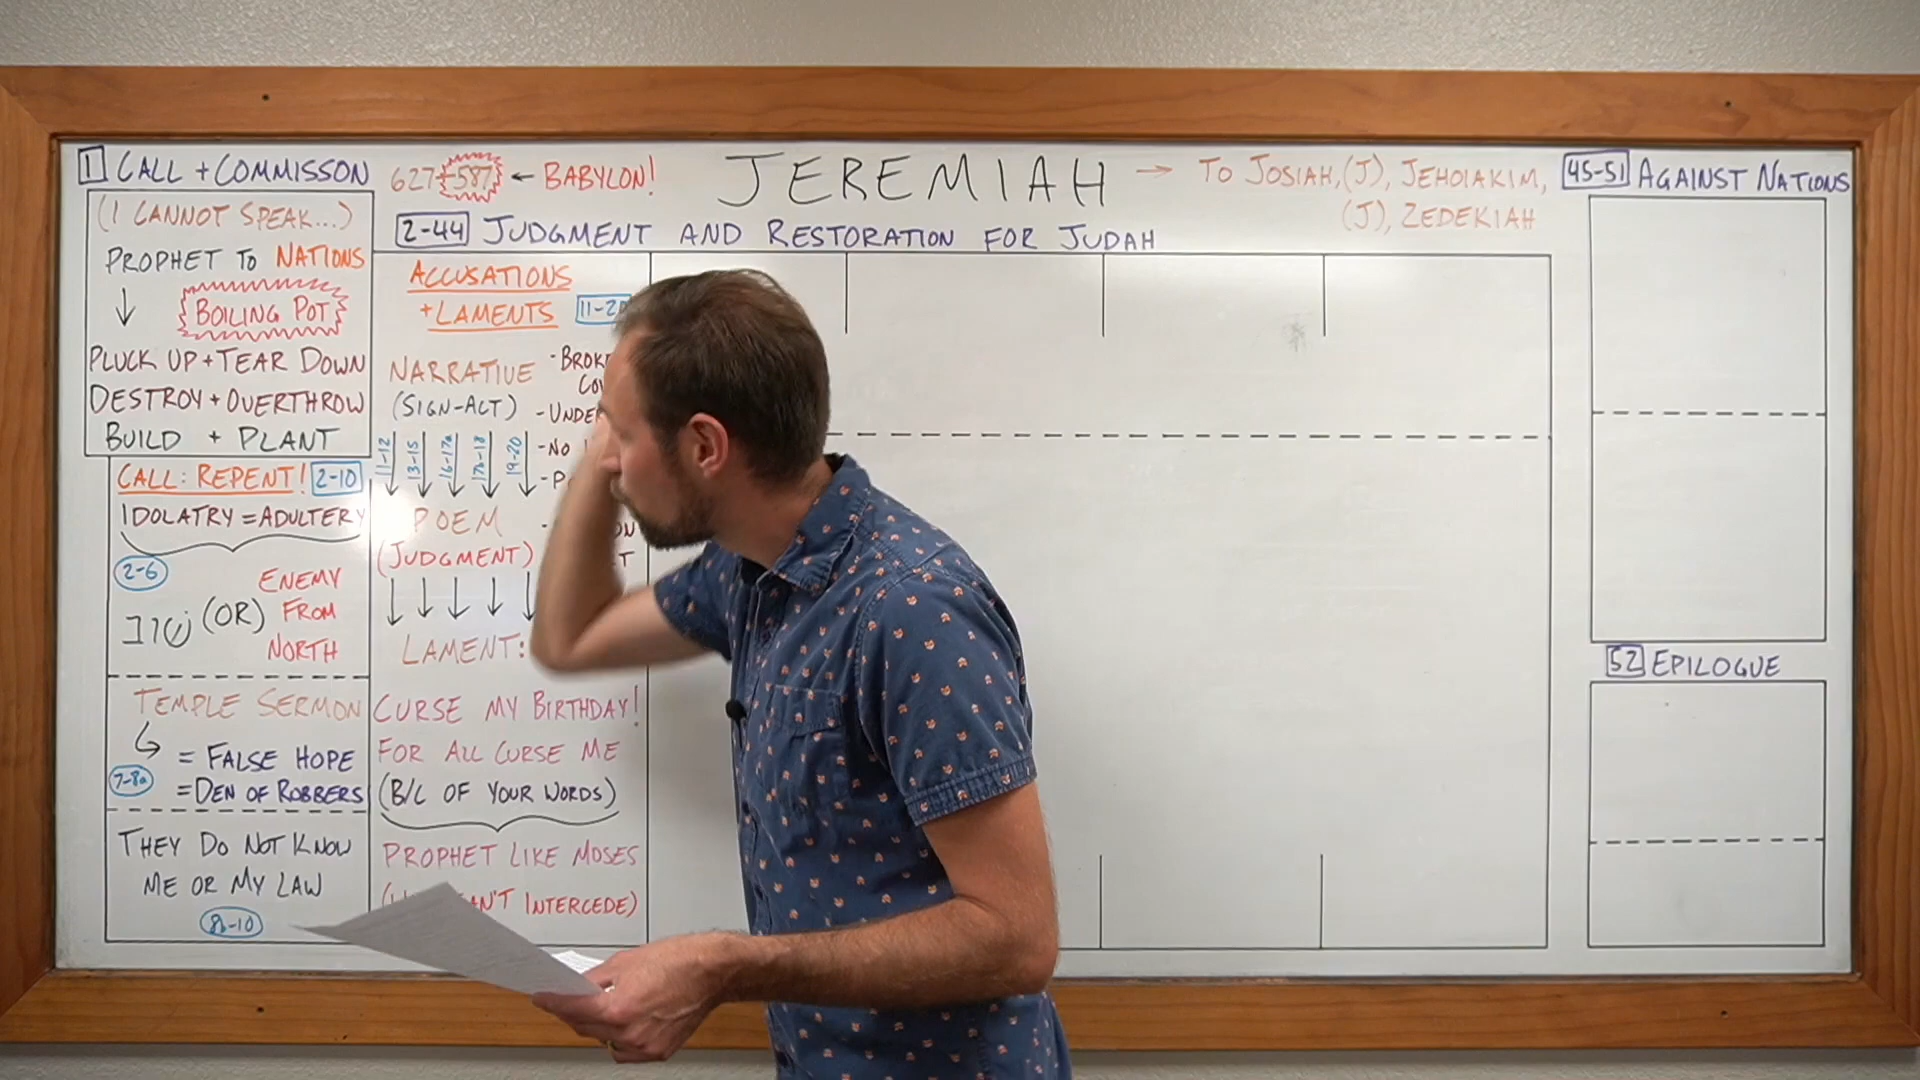 1 CALL + COMMISSON
627-587 ← BABYLON!
JEREMIAH → TO JOSIAH, (J), JEHOIAKIM,
(J), ZEDEKIAH
45-51 AGAINST NATIONS
2-44 JUDGMENT AND RESTORATION FOR JUDAH
(I CANNOT SPEAK...)
PROPHET TO NATIONS
↓ BOILING POT
PLUCK UP + TEAR DOWN
DESTROY + OVERTHROW
BUILD + PLANT
CALL: REPENT! 2-10
IDOLATRY = ADULTERY
2-6
שוב (OR) ENEMY
FROM
NORTH
TEMPLE SERMON
= FALSE HOPE
7-8a = DEN OF ROBBERS
THEY DO NOT KNOW
ME OR MY LAW
8b-10
ACCUSATIONS
+ LAMENTS
NARRATIVE
(SIGN-ACT)
-NO
11-12 13-15 16-17a 17b-18 19-20
POEM
(JUDGMENT)
LAMENT:
CURSE MY BIRTHDAY!
FOR ALL CURSE ME
(B/C OF YOUR WORDS)
PROPHET LIKE MOSES
INTERCEDE)
52 EPILOGUE